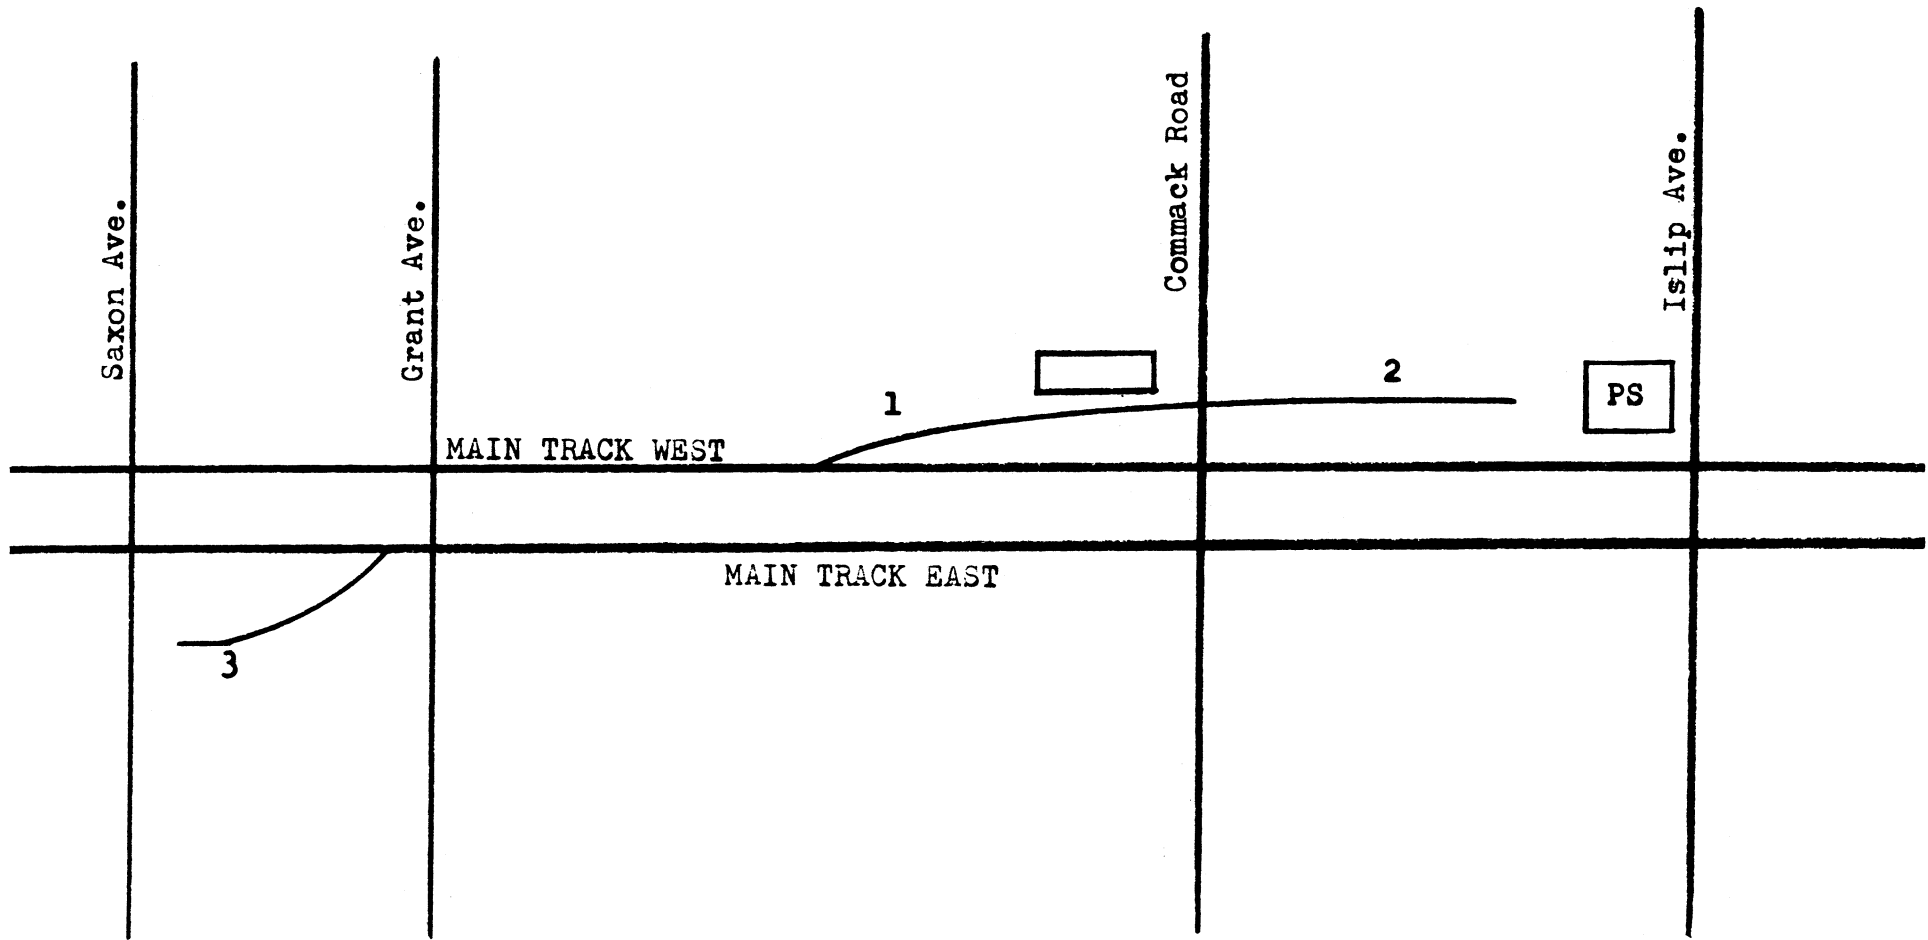 Saxon Ave.
Grant Ave.
Commack Road
Islip Ave.
1
2
PS
MAIN TRACK WEST
MAIN TRACK EAST
3